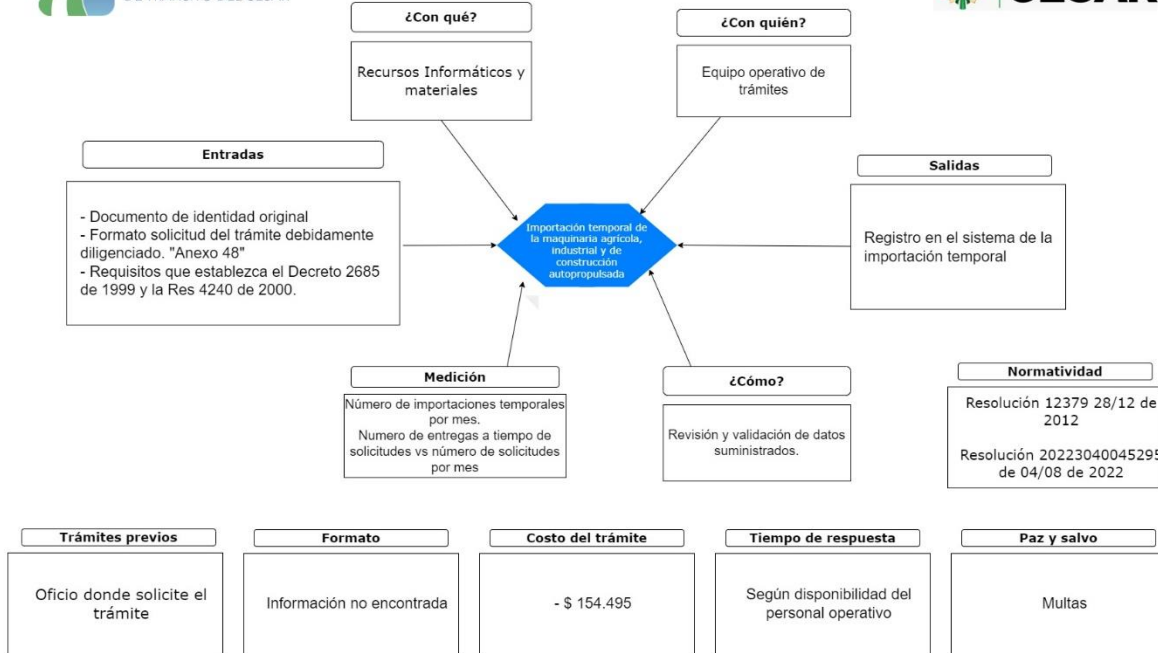 DE TRÁNSITO DEL CESAR
CESAR
¿Con qué?
Recursos Informáticos y
materiales
¿Con quién?
Equipo operativo de
trámites
Entradas
- Documento de identidad original
- Formato solicitud del trámite debidamente
diligenciado. "Anexo 48"
- Requisitos que establezca el Decreto 2685
de 1999 y la Res 4240 de 2000.
Importación temporal de
la maquinaria agrícola,
industrial y de
construcción
autopropulsada
Salidas
Registro en el sistema de la
importación temporal
Medición
Número de importaciones temporales
por mes.
Numero de entregas a tiempo de
solicitudes vs número de solicitudes
por mes
¿Cómo?
Revisión y validación de datos
suministrados.
Normatividad
Resolución 12379 28/12 de
2012
Resolución 20223040045295
de 04/08 de 2022
Trámites previos
Oficio donde solicite el
trámite
Formato
Información no encontrada
Costo del trámite
- $ 154.495
Tiempo de respuesta
Según disponibilidad del
personal operativo
Paz y salvo
Multas